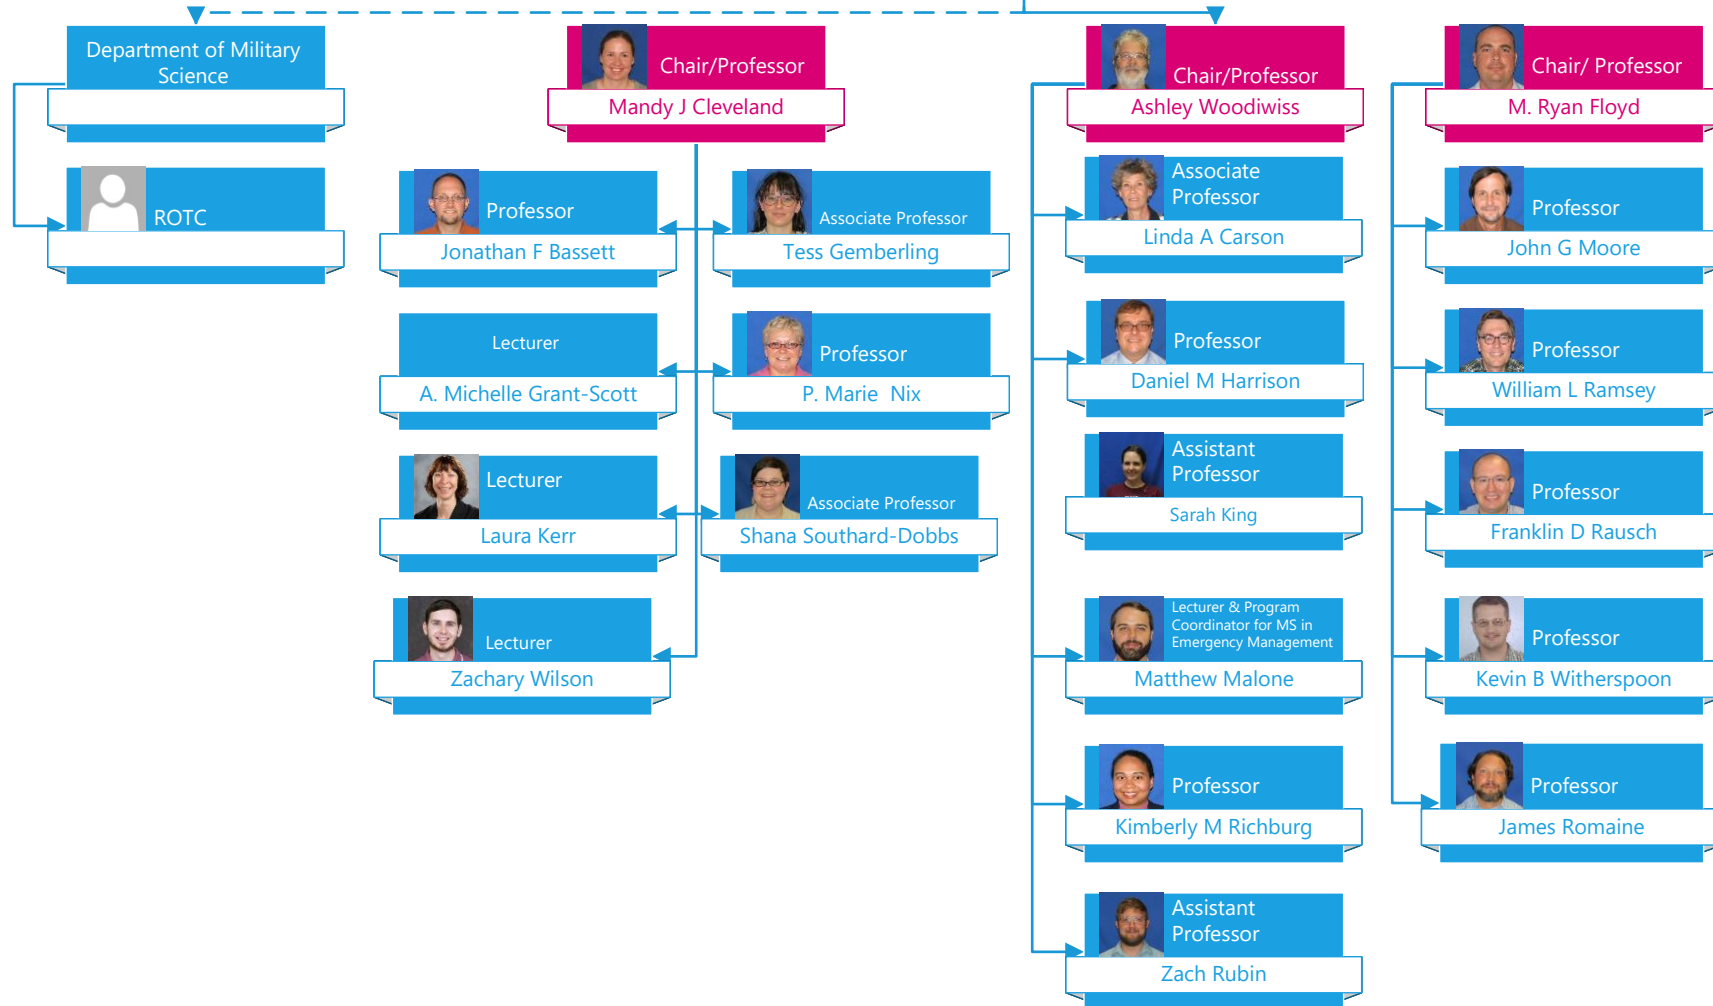 Department of Military
Science
ROTC
Chair/Professor
Mandy J Cleveland
Professor
Jonathan F Bassett
Associate Professor
Tess Gemberling
Lecturer
A. Michelle Grant-Scott
Professor
P. Marie  Nix
Lecturer
Laura Kerr
Associate Professor
Shana Southard-Dobbs
Lecturer
Zachary Wilson
Chair/Professor
Ashley Woodiwiss
Associate
Professor
Linda A Carson
Professor
Daniel M Harrison
Assistant
Professor
Sarah King
Lecturer & Program
Coordinator for MS in
Emergency Management
Matthew Malone
Professor
Kimberly M Richburg
Assistant
Professor
Zach Rubin
Chair/ Professor
M. Ryan Floyd
Professor
John G Moore
Professor
William L Ramsey
Professor
Franklin D Rausch
Professor
Kevin B Witherspoon
Professor
James Romaine